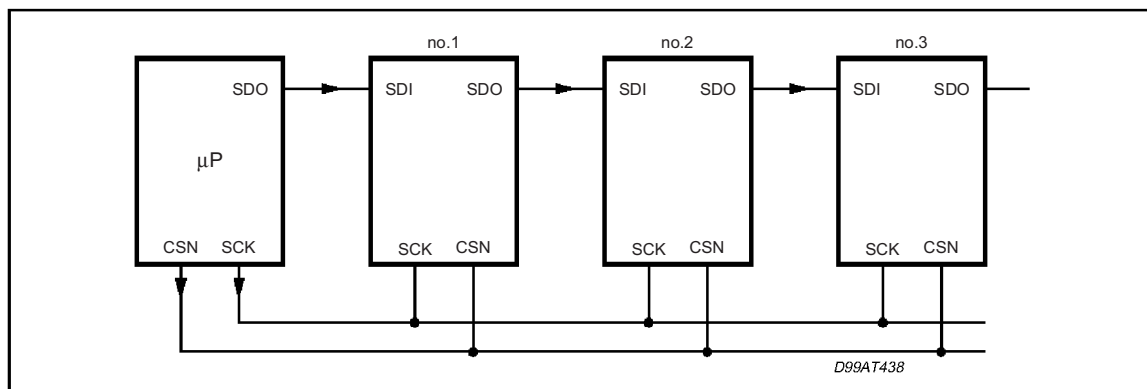 no.1 no.2 no.3
SDO SDI SDO SDI SDO SDI SDO
μP
CSN SCK SCK CSN SCK CSN SCK CSN
D99AT438